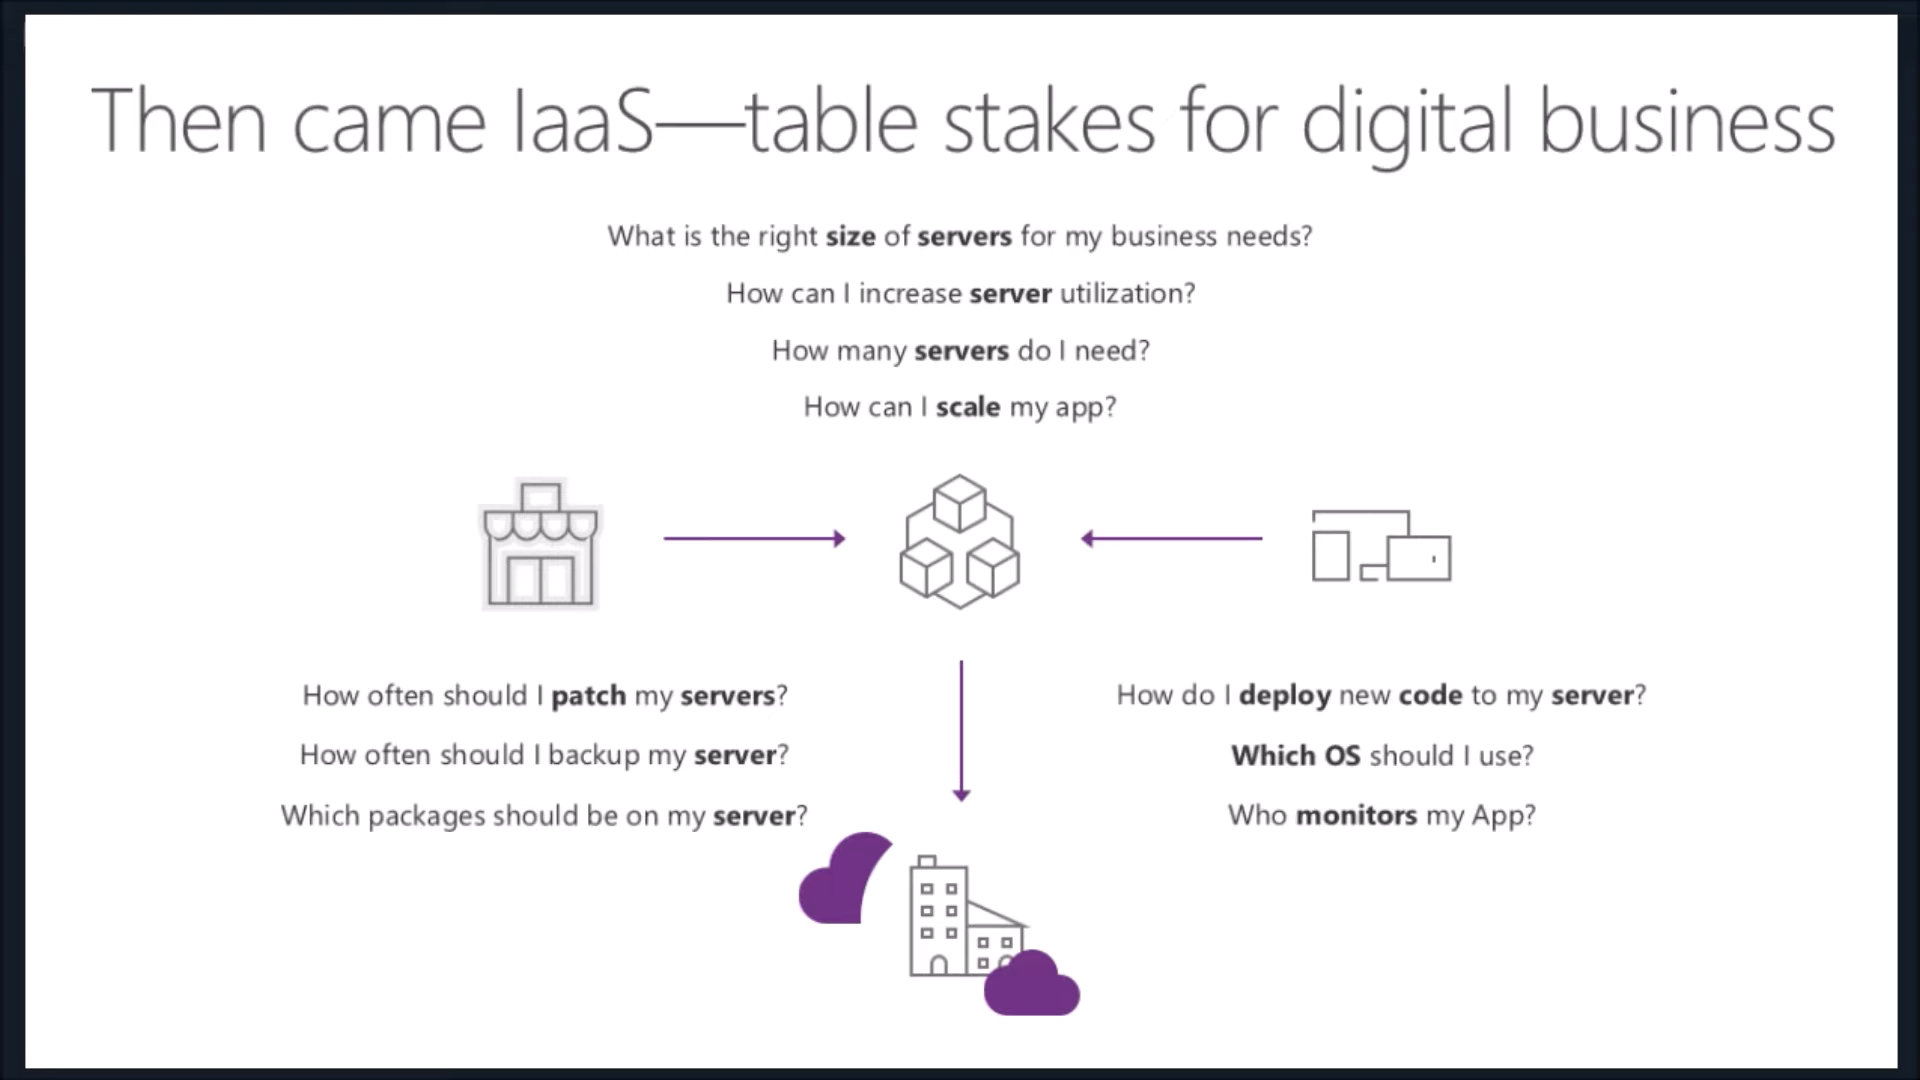 Then came IaaS—table stakes for digital business
What is the right size of servers for my business needs?
How can I increase server utilization?
How many servers do I need?
How can I scale my app?
How often should I patch my servers?
How often should I backup my server?
Which packages should be on my server?
How do I deploy new code to my server?
Which OS should I use?
Who monitors my App?